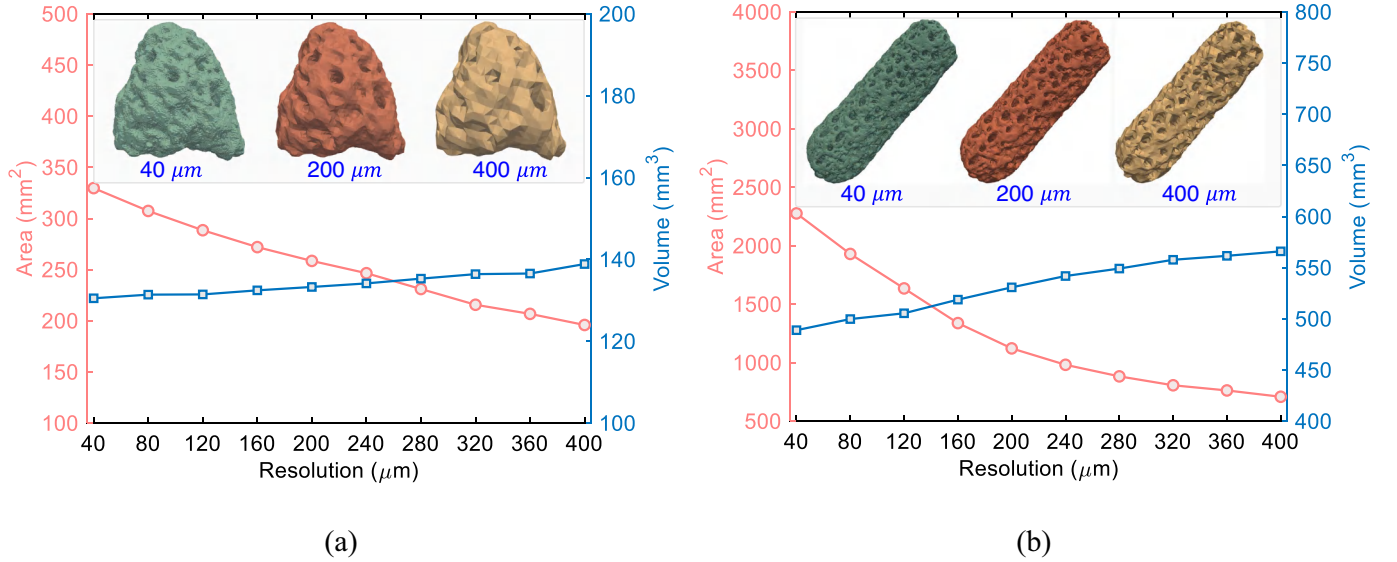 500
450
400
350
300
250
200
150
100
Area (mm²)
40 μm
200 μm
400 μm
200
180
160
140
120
100
Volume (mm³)
40 80 120 160 200 240 280 320 360 400
Resolution (μm)
(a)
4000
3500
3000
2500
2000
1500
1000
500
Area (mm²)
40 μm
200 μm
400 μm
800
750
700
650
600
550
500
450
400
Volume (mm³)
40 80 120 160 200 240 280 320 360 400
Resolution (μm)
(b)